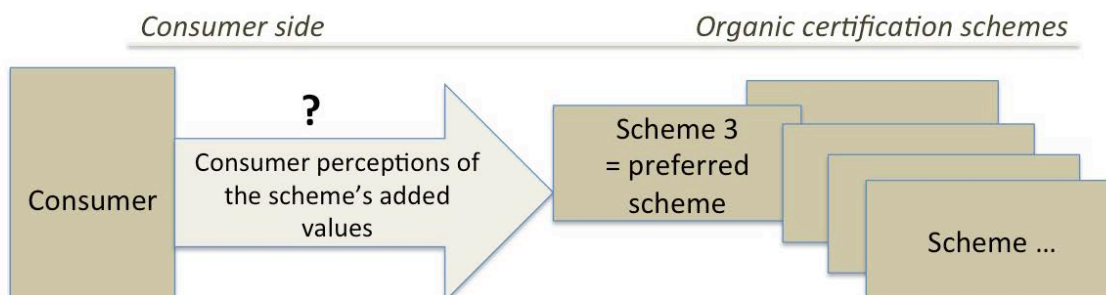 Consumer side
Organic certification schemes
?
Consumer perceptions of
the scheme's added
values
Consumer
Scheme 3
= preferred
scheme
Scheme ...